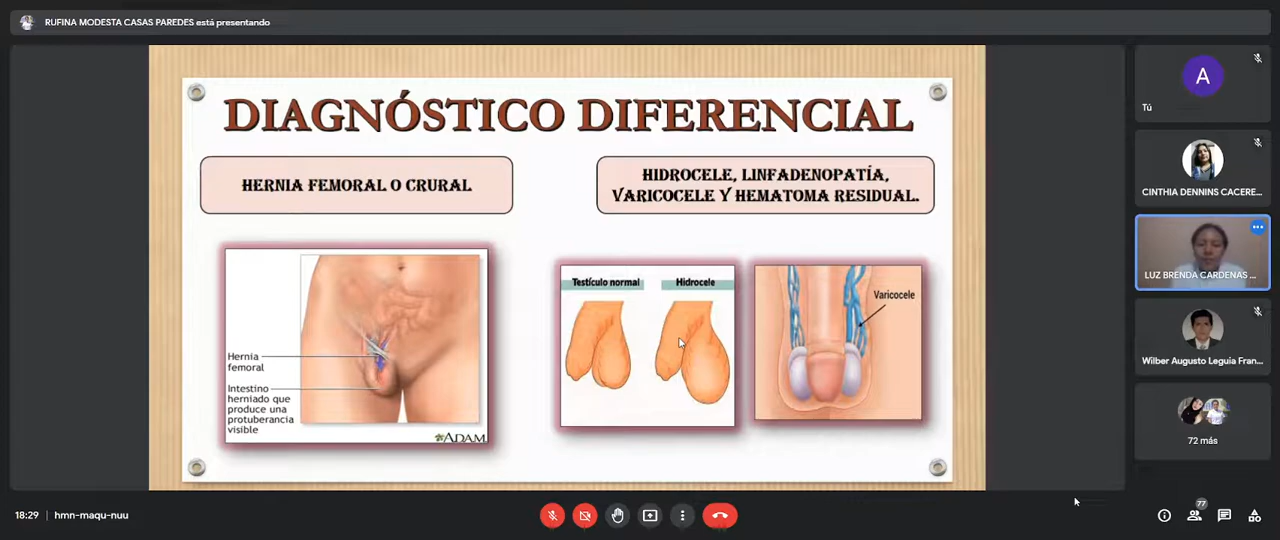 RUFINA MODESTA CASAS PAREDES está presentando
DIAGNÓSTICO DIFERENCIAL
HERNIA FEMORAL O CRURAL
HIDROCELE, LINFADENOPATÍA,
VARICOCELE Y HEMATOMA RESIDUAL.
Hernia
femoral
Intestino
herniado que
produce una
protuberancia
visible
ADAM
Testículo normal
Hidrocele
Varicocele
A
Tú
CINTHIA DENNINS CACERE...
LUZ BRENDA CARDENAS ...
Wilber Augusto Leguia Fran...
72 más
18:29
hmn-maqu-nuu
77